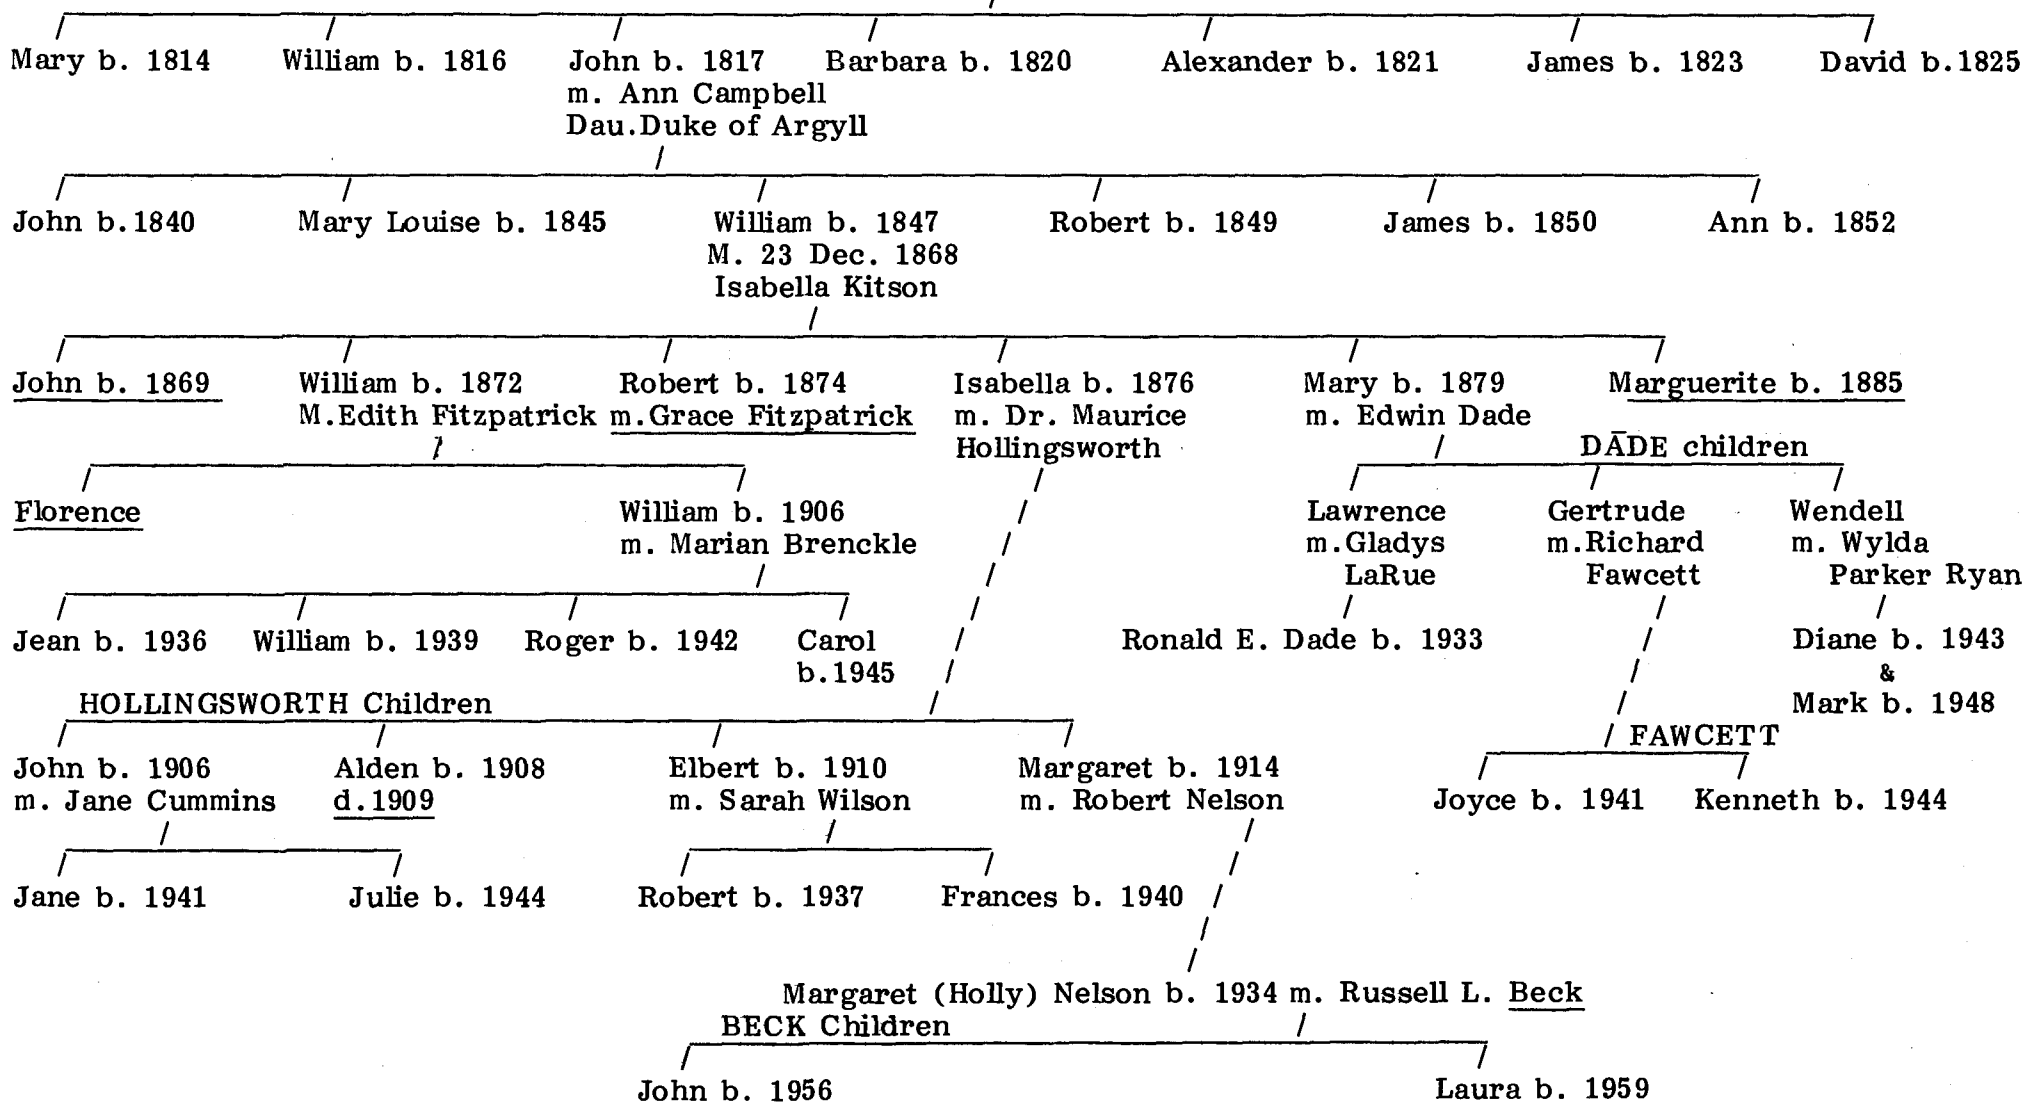 Mary b. 1814 William b. 1816 John b. 1817 Barbara b. 1820 Alexander b. 1821 James b. 1823 David b.1825
m. Ann Campbell
Dau.Duke of Argyll
John b.1840 Mary Louise b. 1845 William b. 1847 Robert b. 1849 James b. 1850 Ann b. 1852
M. 23 Dec. 1868
Isabella Kitson
John b. 1869 William b. 1872 Robert b. 1874 Isabella b. 1876 Mary b. 1879 Marguerite b. 1885
M.Edith Fitzpatrick m.Grace Fitzpatrick m. Dr. Maurice m. Edwin Dade
Hollingsworth DĀDE children
Florence William b. 1906 Lawrence Gertrude Wendell
m. Marian Brenckle m.Gladys m.Richard m. Wylda
LaRue Fawcett Parker Ryan
Jean b. 1936 William b. 1939 Roger b. 1942 Carol Ronald E. Dade b. 1933 Diane b. 1943
b.1945 &
HOLLINGSWORTH Children Mark b. 1948
FAWCETT
John b. 1906 Alden b. 1908 Elbert b. 1910 Margaret b. 1914
m. Jane Cummins d.1909 m. Sarah Wilson m. Robert Nelson Joyce b. 1941 Kenneth b. 1944
Jane b. 1941 Julie b. 1944 Robert b. 1937 Frances b. 1940
Margaret (Holly) Nelson b. 1934 m. Russell L. Beck
BECK Children
John b. 1956 Laura b. 1959